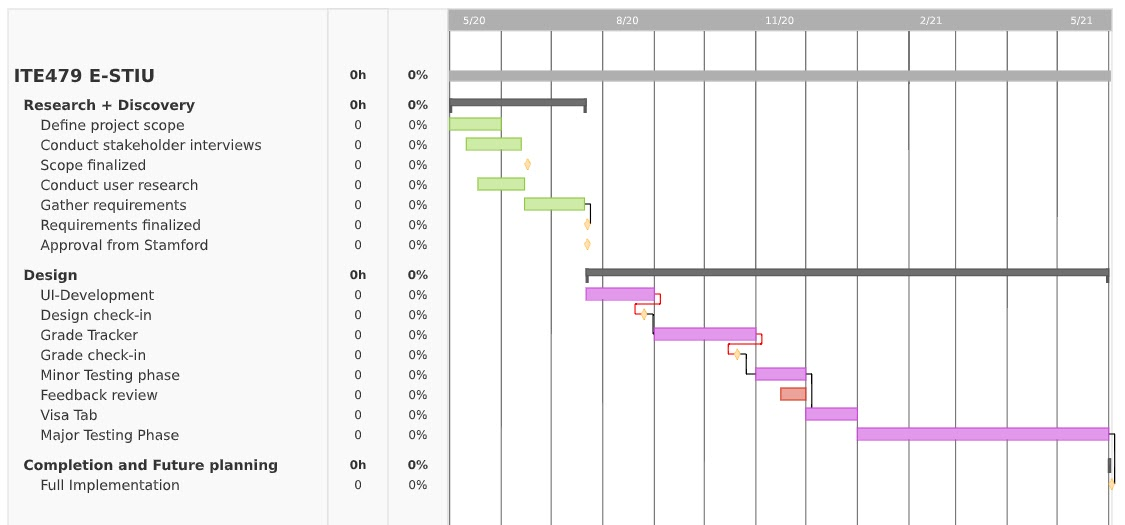 5/20 8/20 11/20 2/21 5/21
ITE479 E-STIU 0h 0%
Research + Discovery 0h 0%
Define project scope 0 0%
Conduct stakeholder interviews 0 0%
Scope finalized 0 0%
Conduct user research 0 0%
Gather requirements 0 0%
Requirements finalized 0 0%
Approval from Stamford 0 0%
Design 0h 0%
UI-Development 0 0%
Design check-in 0 0%
Grade Tracker 0 0%
Grade check-in 0 0%
Minor Testing phase 0 0%
Feedback review 0 0%
Visa Tab 0 0%
Major Testing Phase 0 0%
Completion and Future planning 0h 0%
Full Implementation 0 0%